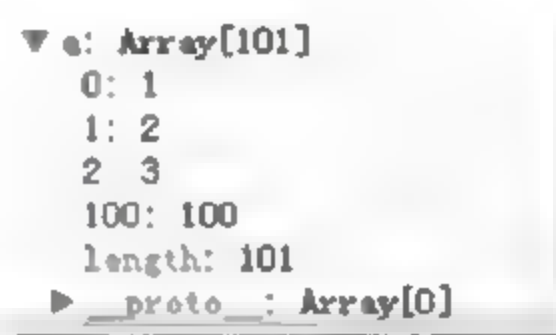 ▼ a: Array[101]
0: 1
1: 2
2 3
100: 100
length: 101
▶ __proto__: Array[0]